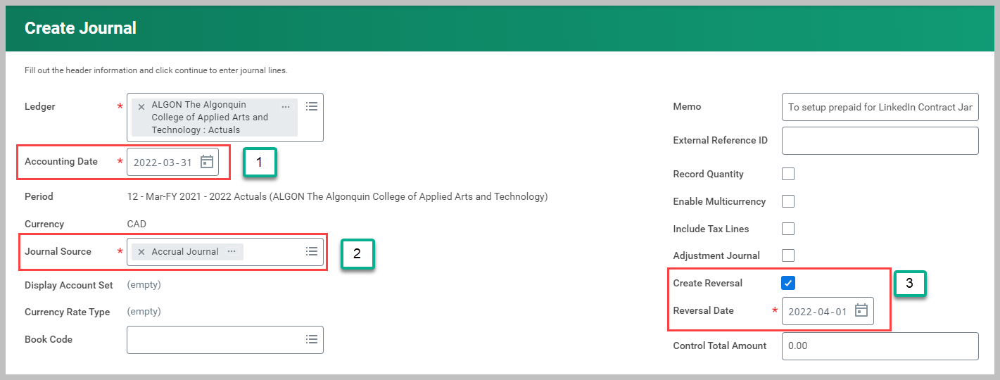 Create Journal
Fill out the header information and click continue to enter journal lines.
Ledger * × ALGON The Algonquin ...
College of Applied Arts and
Technology : Actuals
Accounting Date * 2022-03-31
1
Period 12 - Mar-FY 2021 - 2022 Actuals (ALGON The Algonquin College of Applied Arts and Technology)
Currency CAD
Journal Source * × Accrual Journal ...
2
Display Account Set (empty)
Currency Rate Type (empty)
Book Code
Memo To setup prepaid for LinkedIn Contract Jar
External Reference ID
Record Quantity
Enable Multicurrency
Include Tax Lines
Adjustment Journal
Create Reversal
3
Reversal Date * 2022-04-01
Control Total Amount 0.00